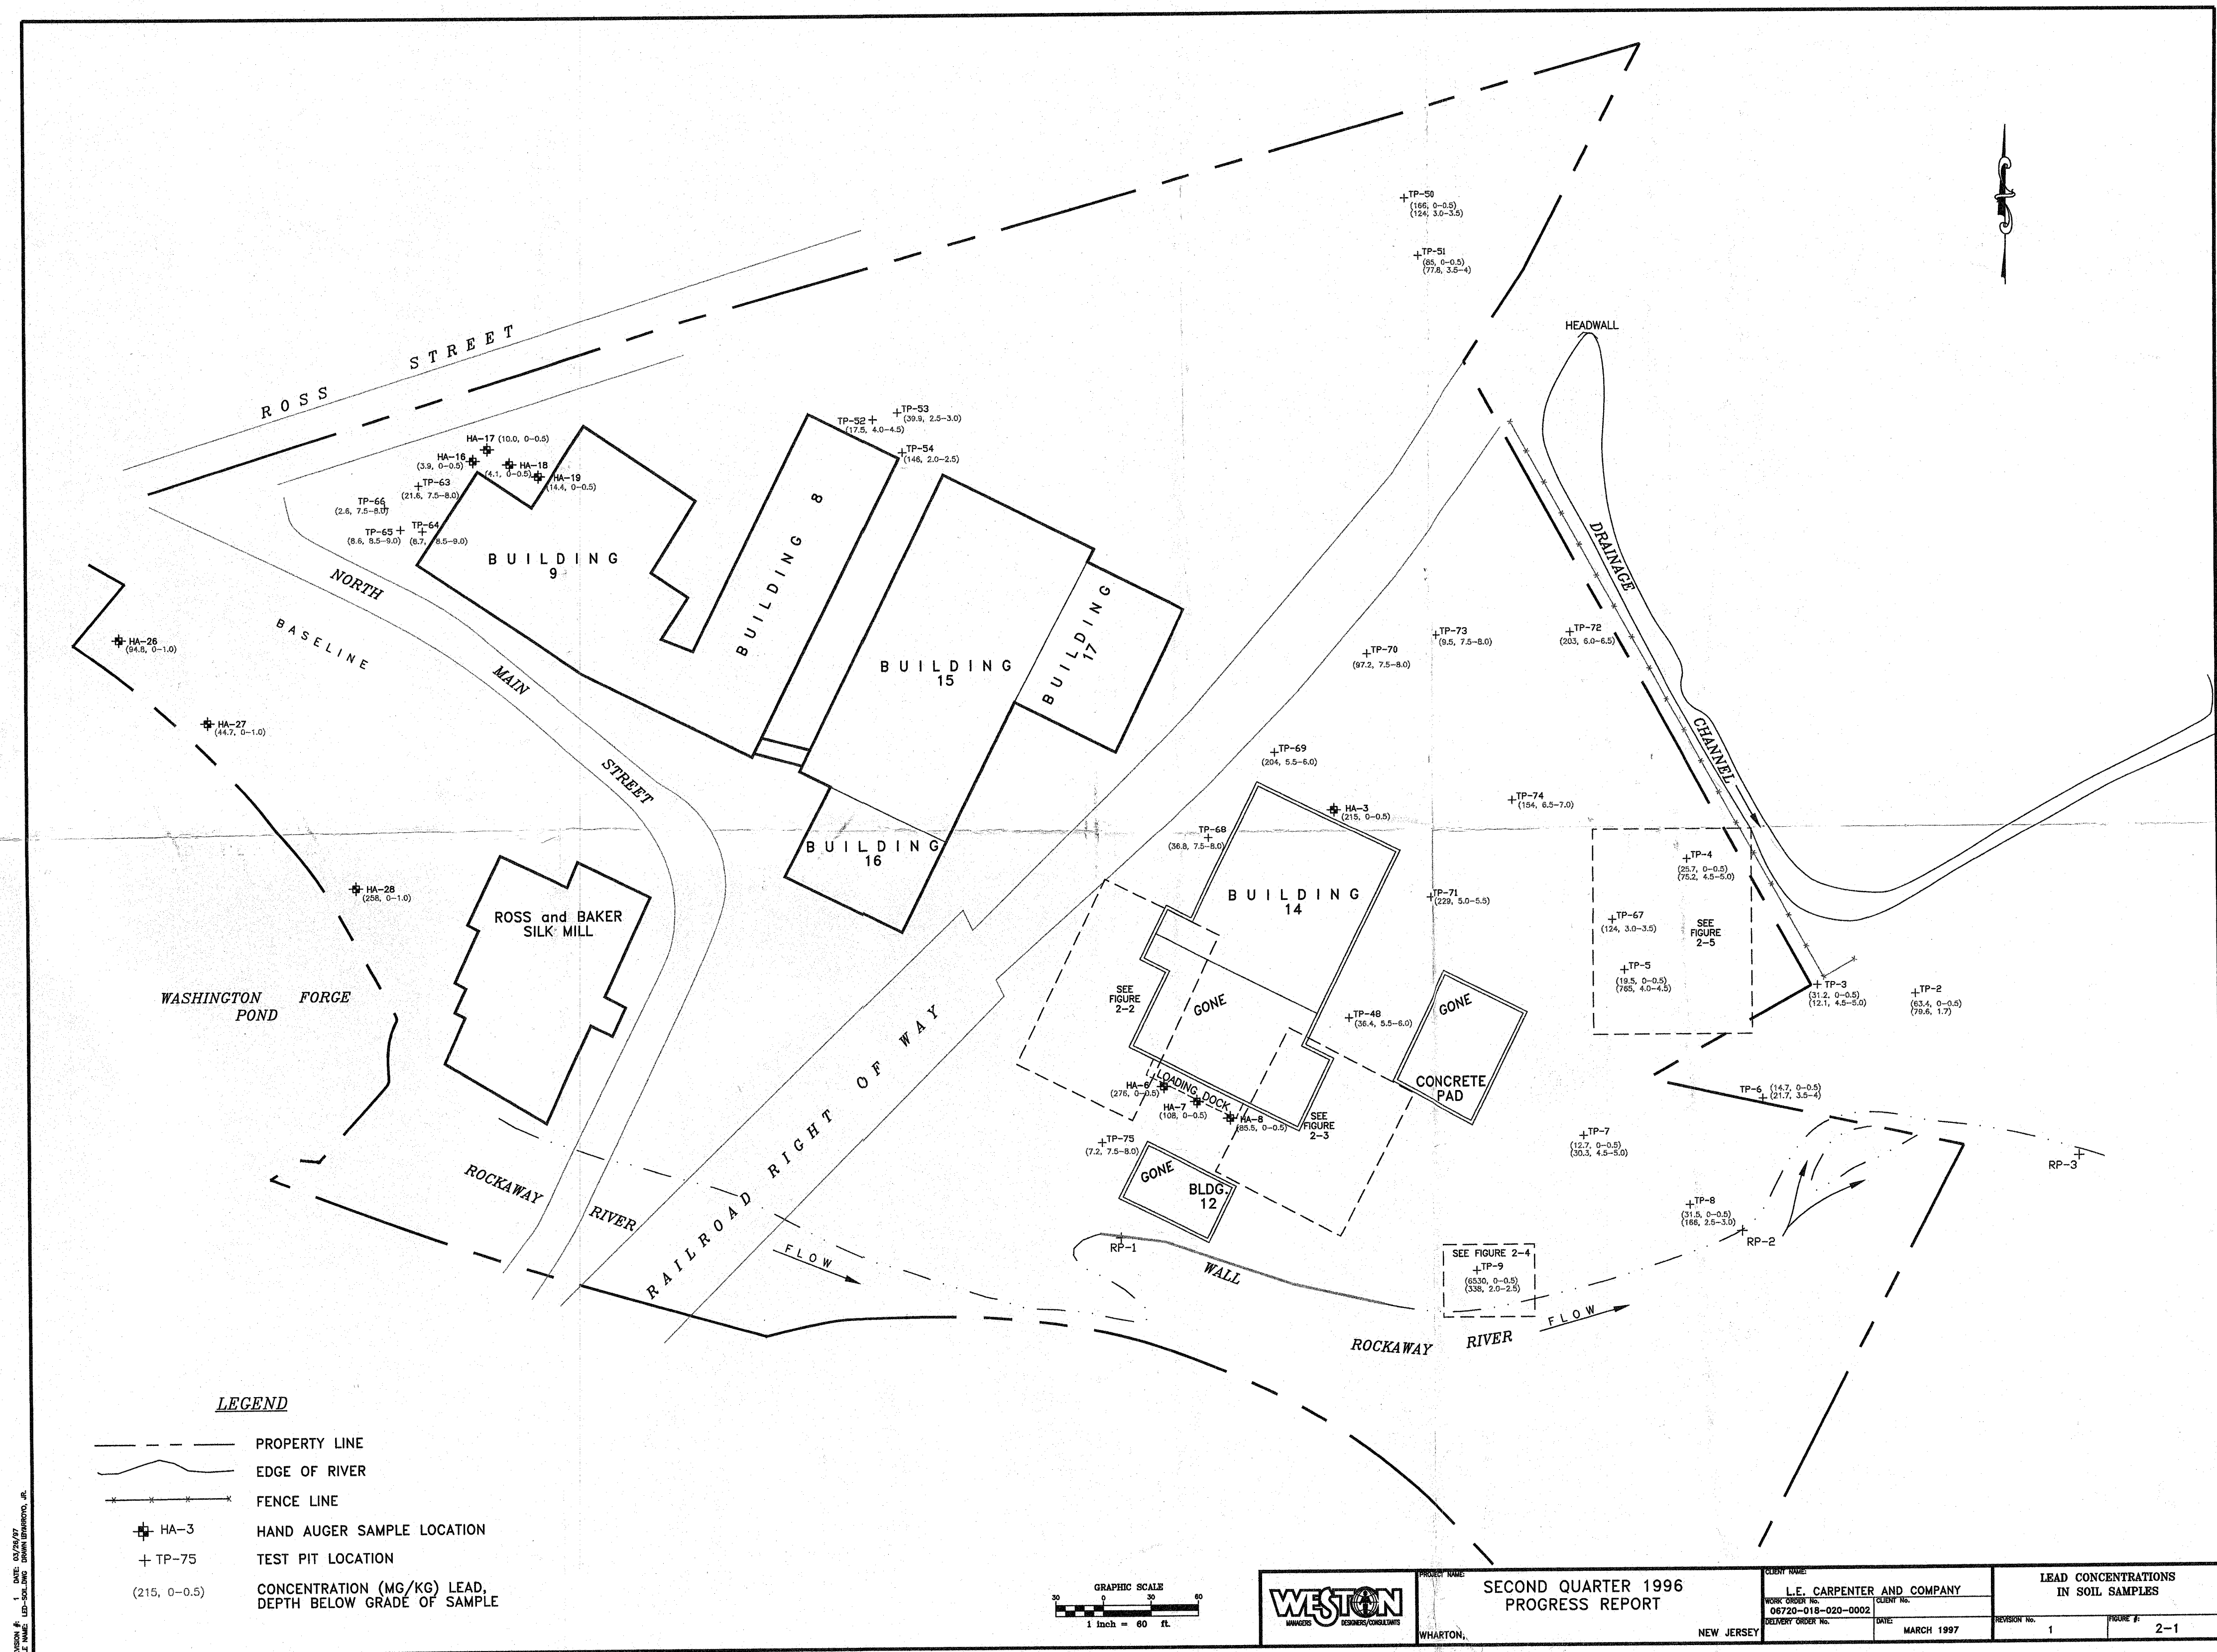 TP-50
(166, 0-0.5)
(124, 3.0-3.5)
TP-51
(85, 0-0.5)
(77.8, 3.5-4)
HEADWALL
ROSS STREET
TP-53
(39.9, 2.5-3.0)
TP-52
(17.5, 4.0-4.5)
TP-54
(146, 2.0-2.5)
HA-17 (10.0, 0-0.5)
HA-16
(3.9, 0-0.5)
HA-18
(4.1, 0-0.5)
HA-19
(14.4, 0-0.5)
TP-63
(21.6, 7.5-8.0)
TP-66
(2.6, 7.5-8.0)
TP-65
(8.6, 8.5-9.0)
TP-64
(8.7, 8.5-9.0)
BUILDING
9
BUILDING 8
BUILDING
15
BUILDING
17
BUILDING
16
NORTH MAIN STREET
BASELINE
DRAINAGE CHANNEL
HA-26
(94.8, 0-1.0)
HA-27
(44.7, 0-1.0)
HA-28
(258, 0-1.0)
TP-73
(9.5, 7.5-8.0)
TP-72
(203, 6.0-6.5)
TP-70
(97.2, 7.5-8.0)
TP-69
(204, 5.5-6.0)
TP-74
(154, 6.5-7.0)
HA-3
(215, 0-0.5)
TP-68
(36.8, 7.5-8.0)
BUILDING
14
TP-71
(229, 5.0-5.5)
TP-4
(25.7, 0-0.5)
(75.2, 4.5-5.0)
TP-67
(124, 3.0-3.5)
SEE
FIGURE
2-5
TP-5
(19.5, 0-0.5)
(765, 4.0-4.5)
TP-3
(31.2, 0-0.5)
(12.1, 4.5-5.0)
TP-2
(63.4, 0-0.5)
(79.6, 1.7)
ROSS and BAKER
SILK MILL
WASHINGTON FORGE
POND
SEE
FIGURE
2-2
GONE
TP-48
(36.4, 5.5-6.0)
GONE
CONCRETE
PAD
RAILROAD RIGHT OF WAY
LOADING DOCK
HA-6
(276, 0-0.5)
HA-7
(108, 0-0.5)
HA-8
(85.5, 0-0.5)
SEE
FIGURE
2-3
TP-6
(14.7, 0-0.5)
(21.7, 3.5-4)
TP-7
(12.7, 0-0.5)
(30.3, 4.5-5.0)
TP-75
(7.2, 7.5-8.0)
GONE
BLDG.
12
RP-3
TP-8
(31.5, 0-0.5)
(168, 2.5-3.0)
RP-2
RP-1
ROCKAWAY RIVER
FLOW
WALL
SEE FIGURE 2-4
TP-9
(6530, 0-0.5)
(338, 2.0-2.5)
FLOW
ROCKAWAY RIVER
LEGEND
PROPERTY LINE
EDGE OF RIVER
FENCE LINE
HA-3 HAND AUGER SAMPLE LOCATION
TP-75 TEST PIT LOCATION
(215, 0-0.5) CONCENTRATION (MG/KG) LEAD,
DEPTH BELOW GRADE OF SAMPLE
GRAPHIC SCALE
30 0 30 60
1 inch = 60 ft.
WESTON
MANAGERS DESIGNERS/CONSULTANTS
PROJECT NAME:
SECOND QUARTER 1996
PROGRESS REPORT
WHARTON, NEW JERSEY
CLIENT NAME:
L.E. CARPENTER AND COMPANY
WORK ORDER No. CLIENT No.
06720-018-020-0002
DELIVERY ORDER No. DATE:
MARCH 1997
LEAD CONCENTRATIONS
IN SOIL SAMPLES
REVISION No. FIGURE #:
1 2-1
1 DATE: 03/26/97